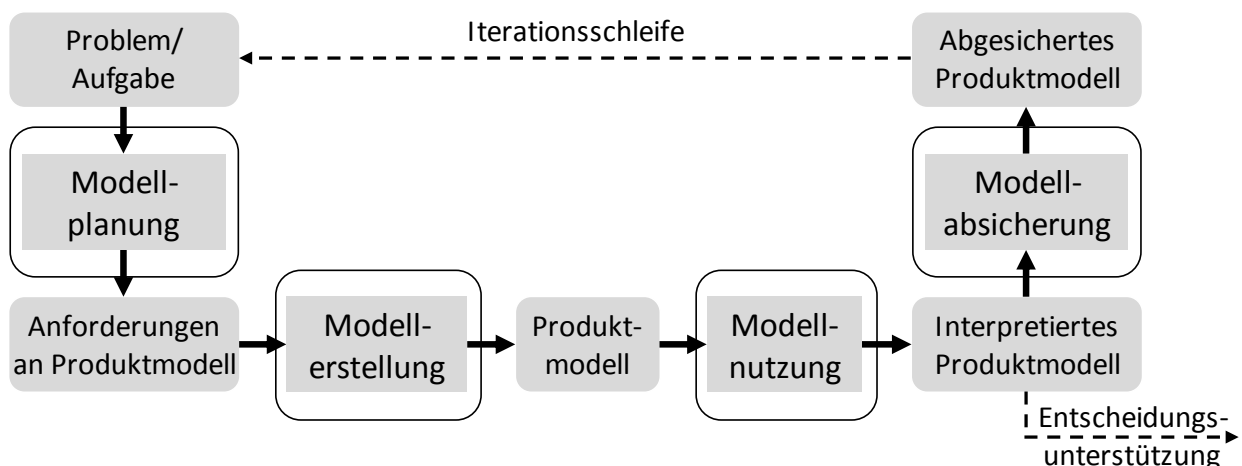 Problem/
Aufgabe
Iterationsschleife
Abgesichertes
Produktmodell
Modell-
planung
Modell-
absicherung
Anforderungen
an Produktmodell
Modell-
erstellung
Produkt-
modell
Modell-
nutzung
Interpretiertes
Produktmodell
Entscheidungs-
unterstützung